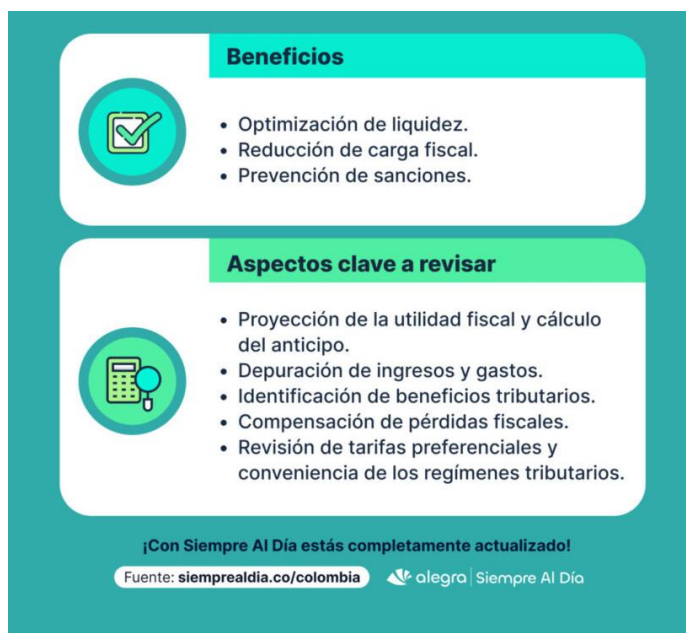 Beneficios
• Optimización de liquidez.
• Reducción de carga fiscal.
• Prevención de sanciones.
Aspectos clave a revisar
• Proyección de la utilidad fiscal y cálculo
del anticipo.
• Depuración de ingresos y gastos.
• Identificación de beneficios tributarios.
• Compensación de pérdidas fiscales.
• Revisión de tarifas preferenciales y
conveniencia de los regímenes tributarios.
¡Con Siempre Al Día estás completamente actualizado!
Fuente: siemprealdia.co/colombia alegra | Siempre Al Día